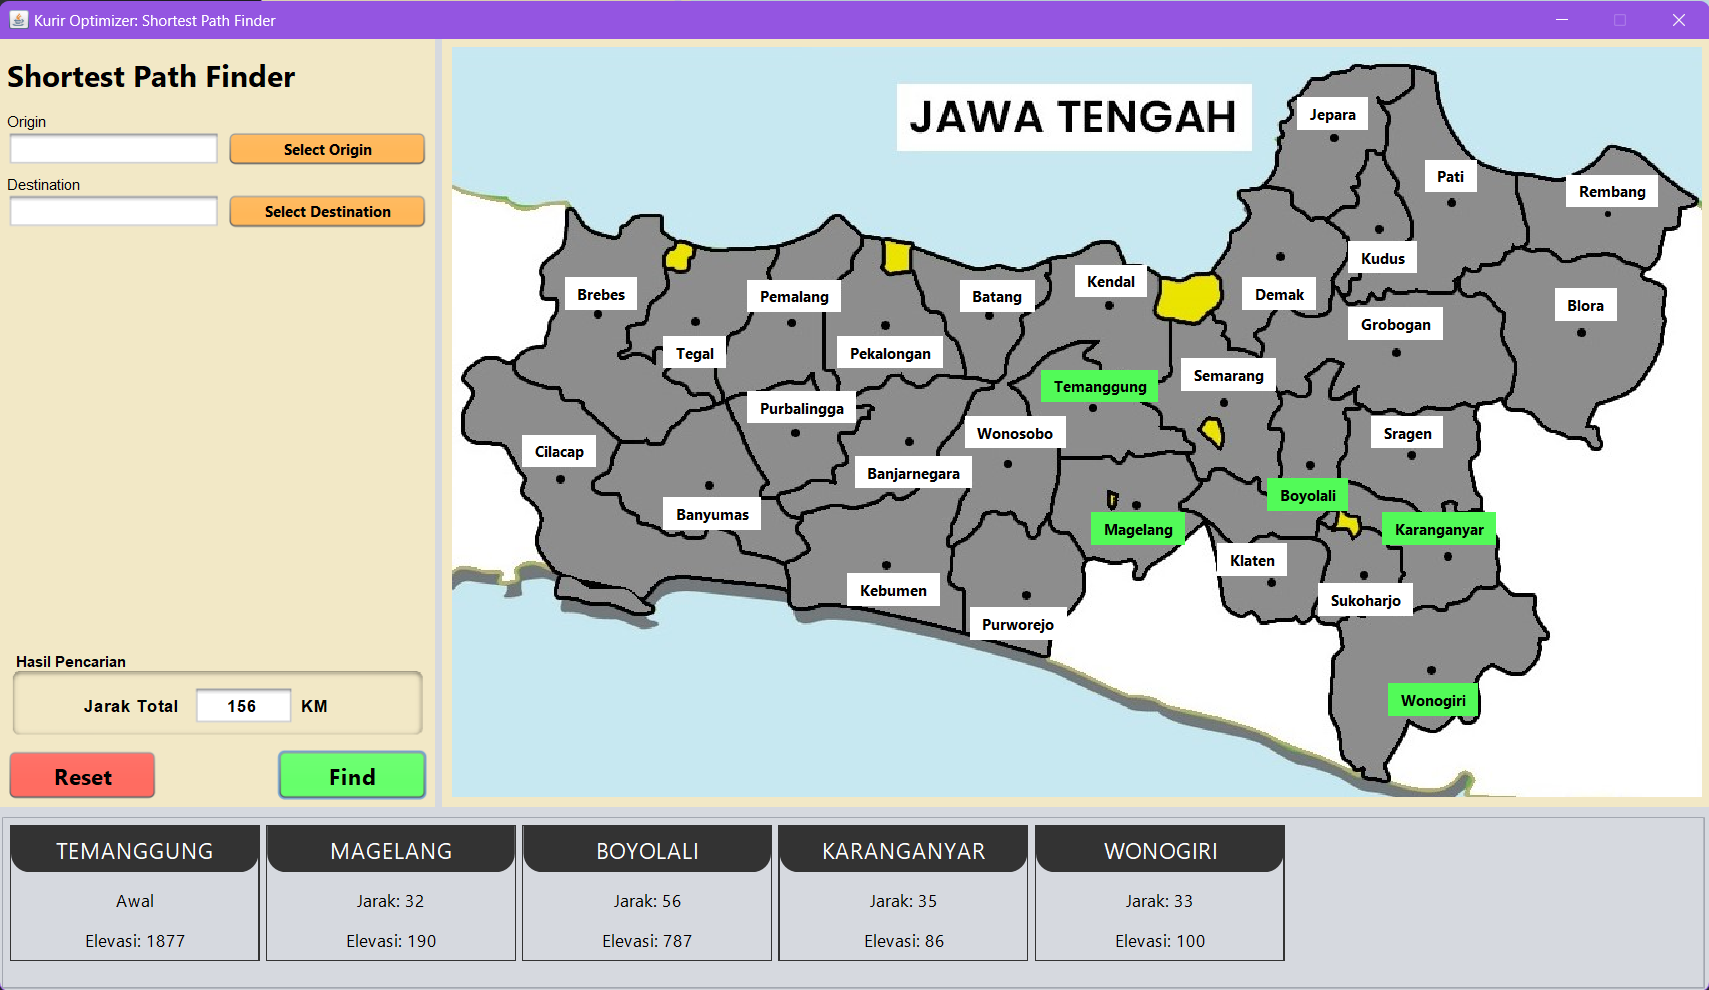 Kurir Optimizer: Shortest Path Finder
Shortest Path Finder
Origin
Select Origin
Destination
Select Destination
Hasil Pencarian
Jarak Total 156 KM
Reset
Find
JAWA TENGAH
Jepara
Pati
Rembang
Kudus
Kendal
Brebes
Pemalang
Batang
Demak
Blora
Grobogan
Tegal
Pekalongan
Semarang
Temanggung
Purbalingga
Wonosobo
Sragen
Cilacap
Banjarnegara
Boyolali
Banyumas
Magelang
Karanganyar
Klaten
Kebumen
Sukoharjo
Purworejo
Wonogiri
TEMANGGUNG
Awal
Elevasi: 1877
MAGELANG
Jarak: 32
Elevasi: 190
BOYOLALI
Jarak: 56
Elevasi: 787
KARANGANYAR
Jarak: 35
Elevasi: 86
WONOGIRI
Jarak: 33
Elevasi: 100